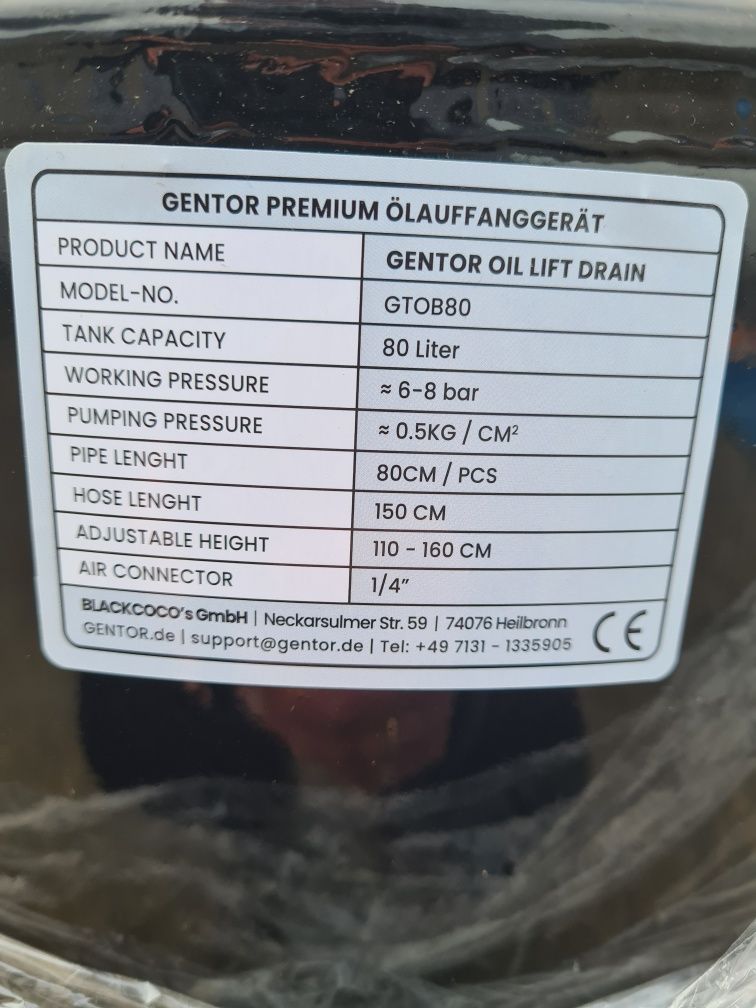 GENTOR PREMIUM ÖLAUFFANGGERÄT
PRODUCT NAME GENTOR OIL LIFT DRAIN
MODEL-NO. GTOB80
TANK CAPACITY 80 Liter
WORKING PRESSURE ≈ 6-8 bar
PUMPING PRESSURE ≈ 0.5KG / CM²
PIPE LENGHT 80CM / PCS
HOSE LENGHT 150 CM
ADJUSTABLE HEIGHT 110 - 160 CM
AIR CONNECTOR 1/4"
BLACKCOCO's GmbH | Neckarsulmer Str. 59 | 74076 Heilbronn
GENTOR.de | support@gentor.de | Tel: +49 7131 - 1335905
CE